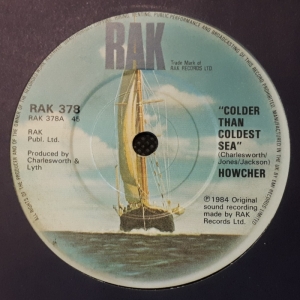 RAK
Trade Mark of
RAK RECORDS LTD.
RAK 378
RAK 378A 45
RAK
Publ. Ltd.
Produced by
Charlesworth &
Lyth
"COLDER
THAN
COLDEST
SEA"
(Charlesworth/
Jones/Jackson)
HOWCHER
℗ 1984 Original
sound recording
made by RAK
Records Ltd.